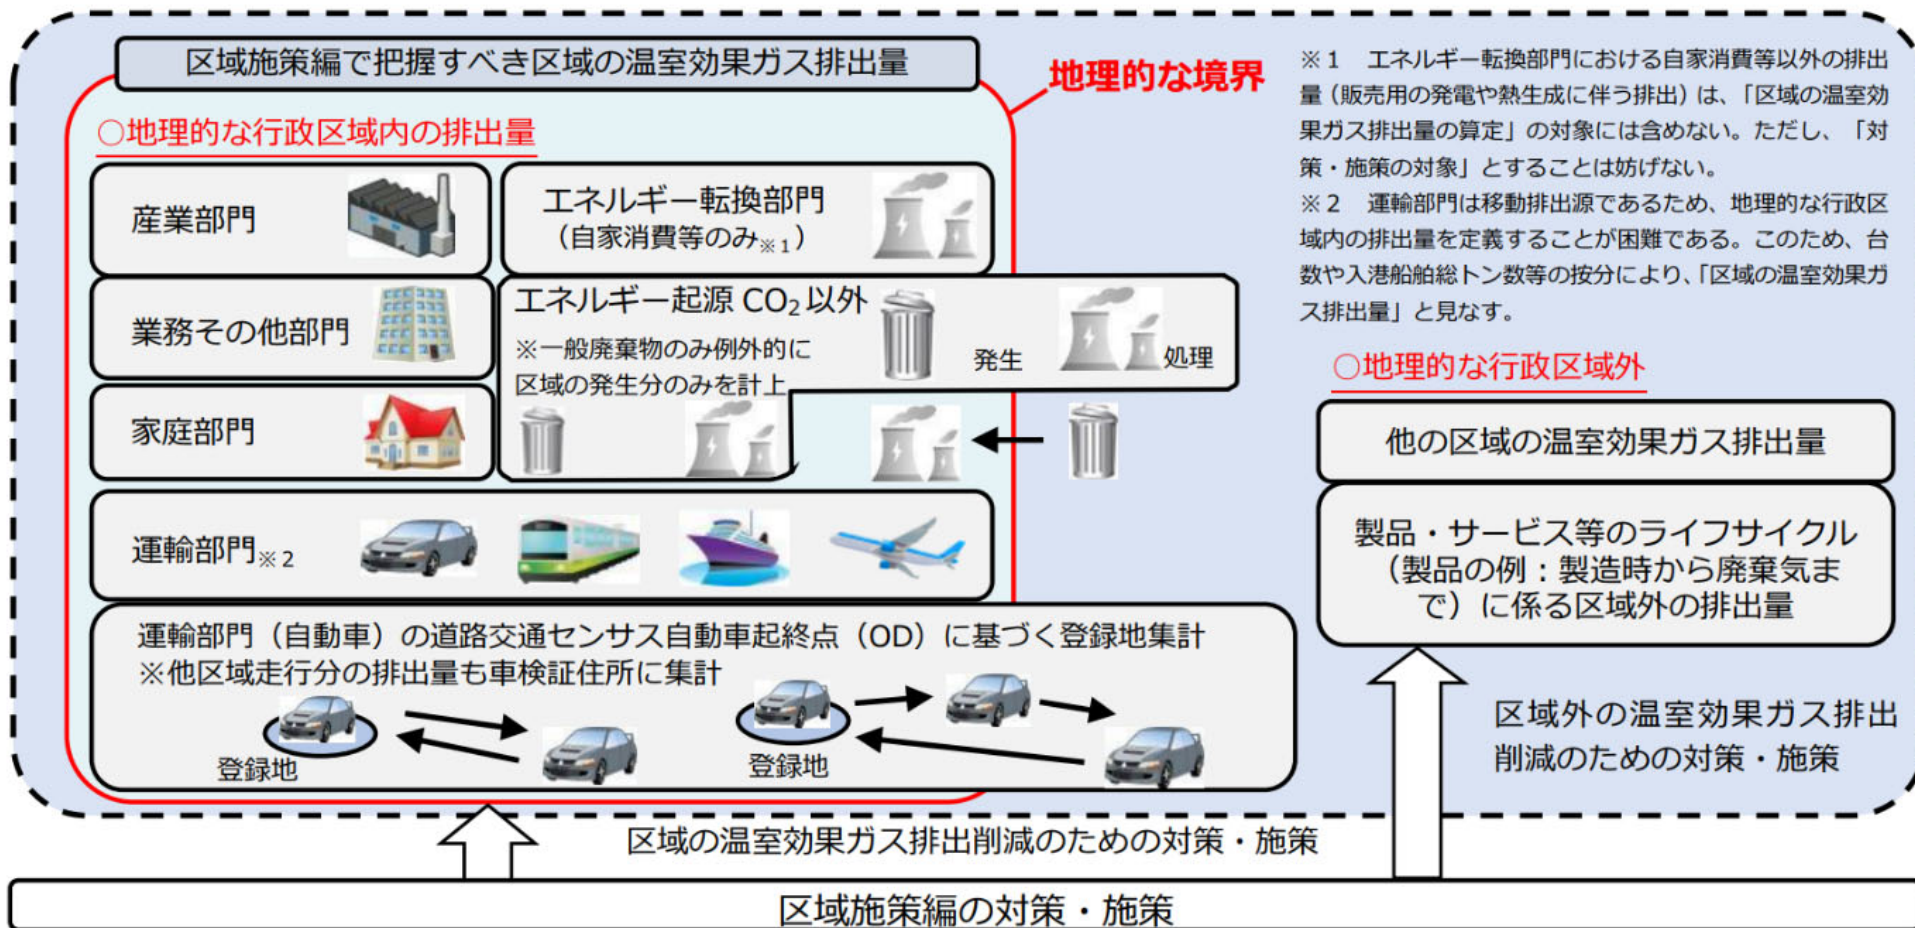 区域施策編で把握すべき区域の温室効果ガス排出量
地理的な境界
○地理的な行政区域内の排出量
産業部門
エネルギー転換部門
（自家消費等のみ※1）
業務その他部門
エネルギー起源 CO2 以外
※一般廃棄物のみ例外的に
区域の発生分のみを計上
発生
処理
家庭部門
運輸部門※2
運輸部門（自動車）の道路交通センサス自動車起終点（OD）に基づく登録地集計
※他区域走行分の排出量も車検証住所に集計
登録地
登録地
※1　エネルギー転換部門における自家消費等以外の排出
量（販売用の発電や熱生成に伴う排出）は、「区域の温室効
果ガス排出量の算定」の対象には含めない。ただし、「対
策・施策の対象」とすることは妨げない。
※2　運輸部門は移動排出源であるため、地理的な行政区
域内の排出量を定義することが困難である。このため、台
数や入港船舶総トン数等の按分により、「区域の温室効果ガ
ス排出量」と見なす。
○地理的な行政区域外
他の区域の温室効果ガス排出量
製品・サービス等のライフサイクル
（製品の例：製造時から廃棄気ま
で）に係る区域外の排出量
区域外の温室効果ガス排出
削減のための対策・施策
区域の温室効果ガス排出削減のための対策・施策
区域施策編の対策・施策